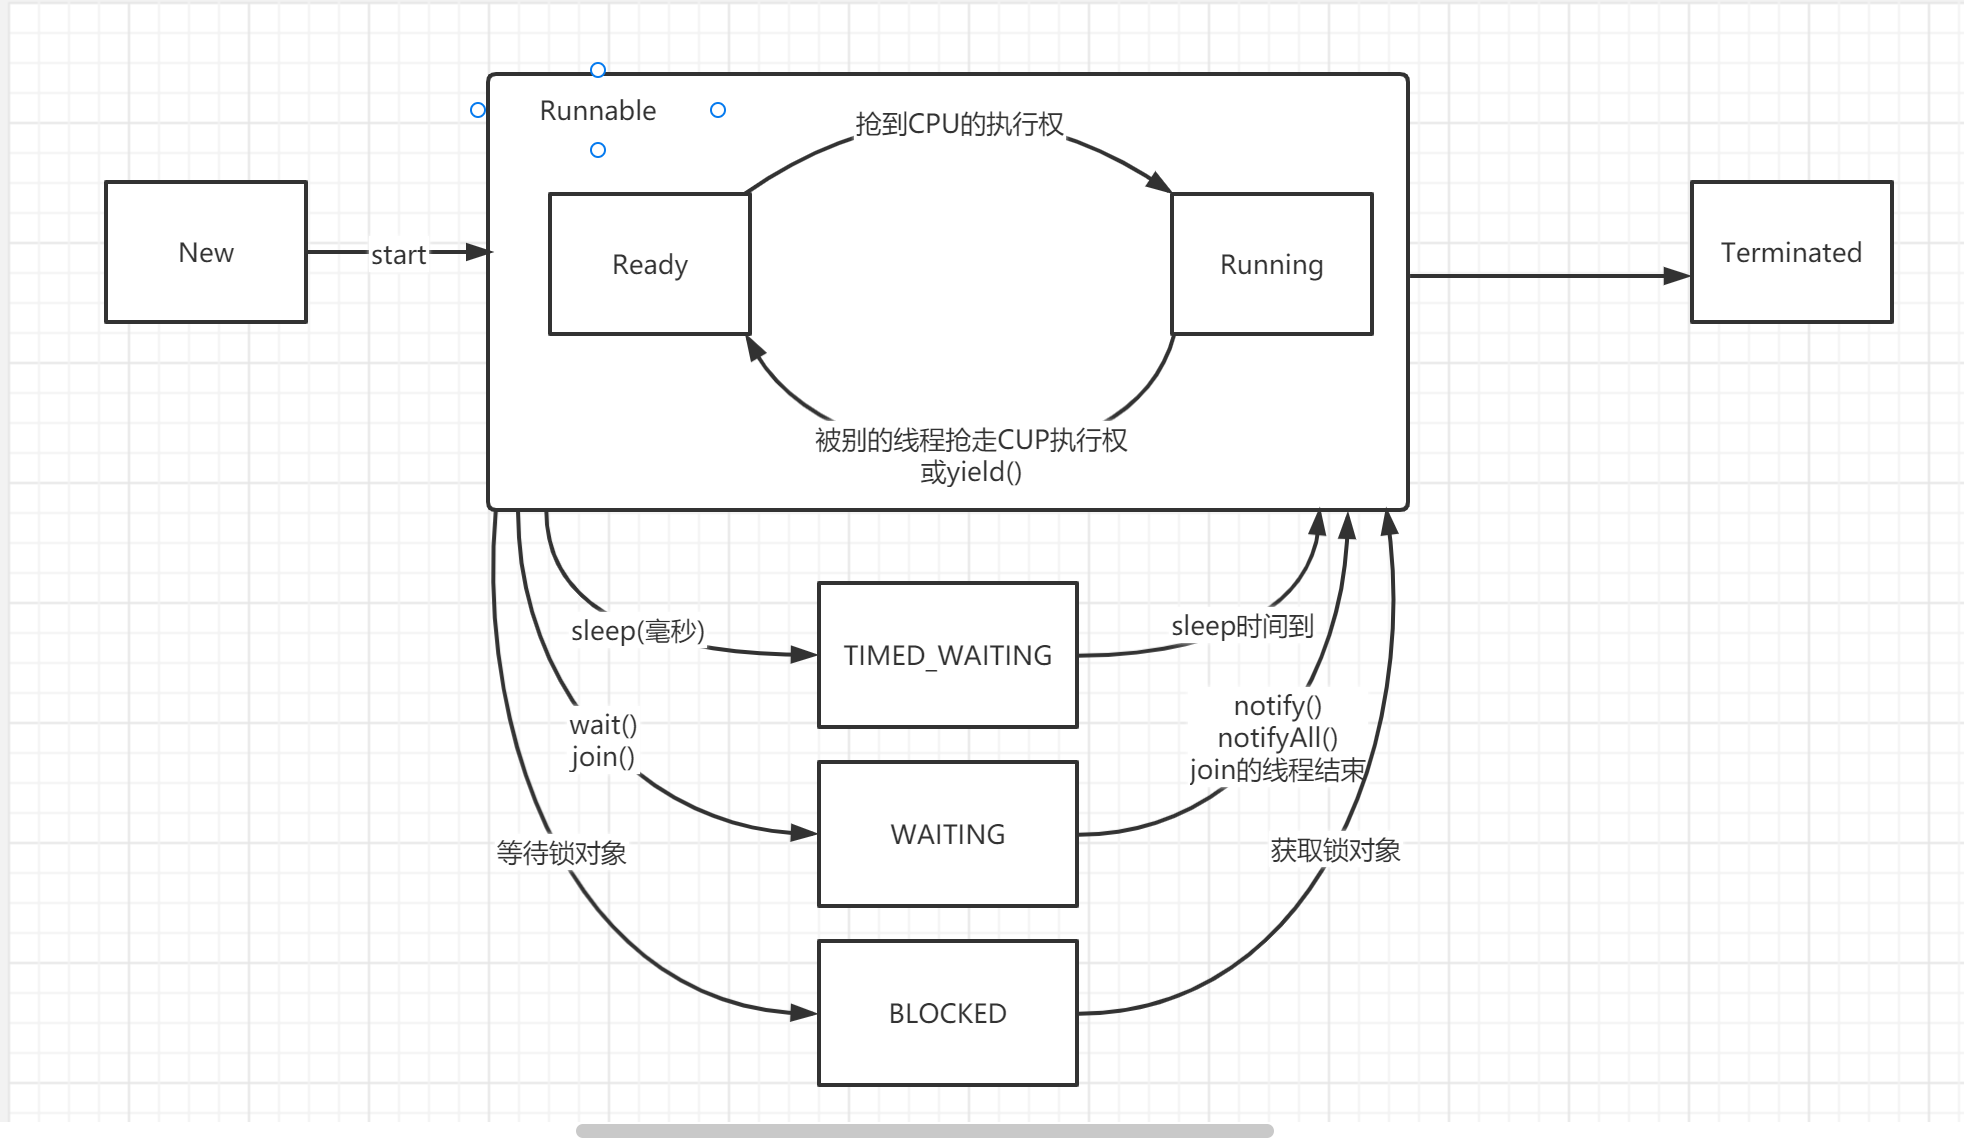 Runnable
抢到CPU的执行权
New
start
Ready
Running
Terminated
被别的线程抢走CUP执行权
或yield()
sleep(毫秒)
TIMED_WAITING
sleep时间到
wait()
join()
notify()
notifyAll()
join的线程结束
WAITING
等待锁对象
获取锁对象
BLOCKED